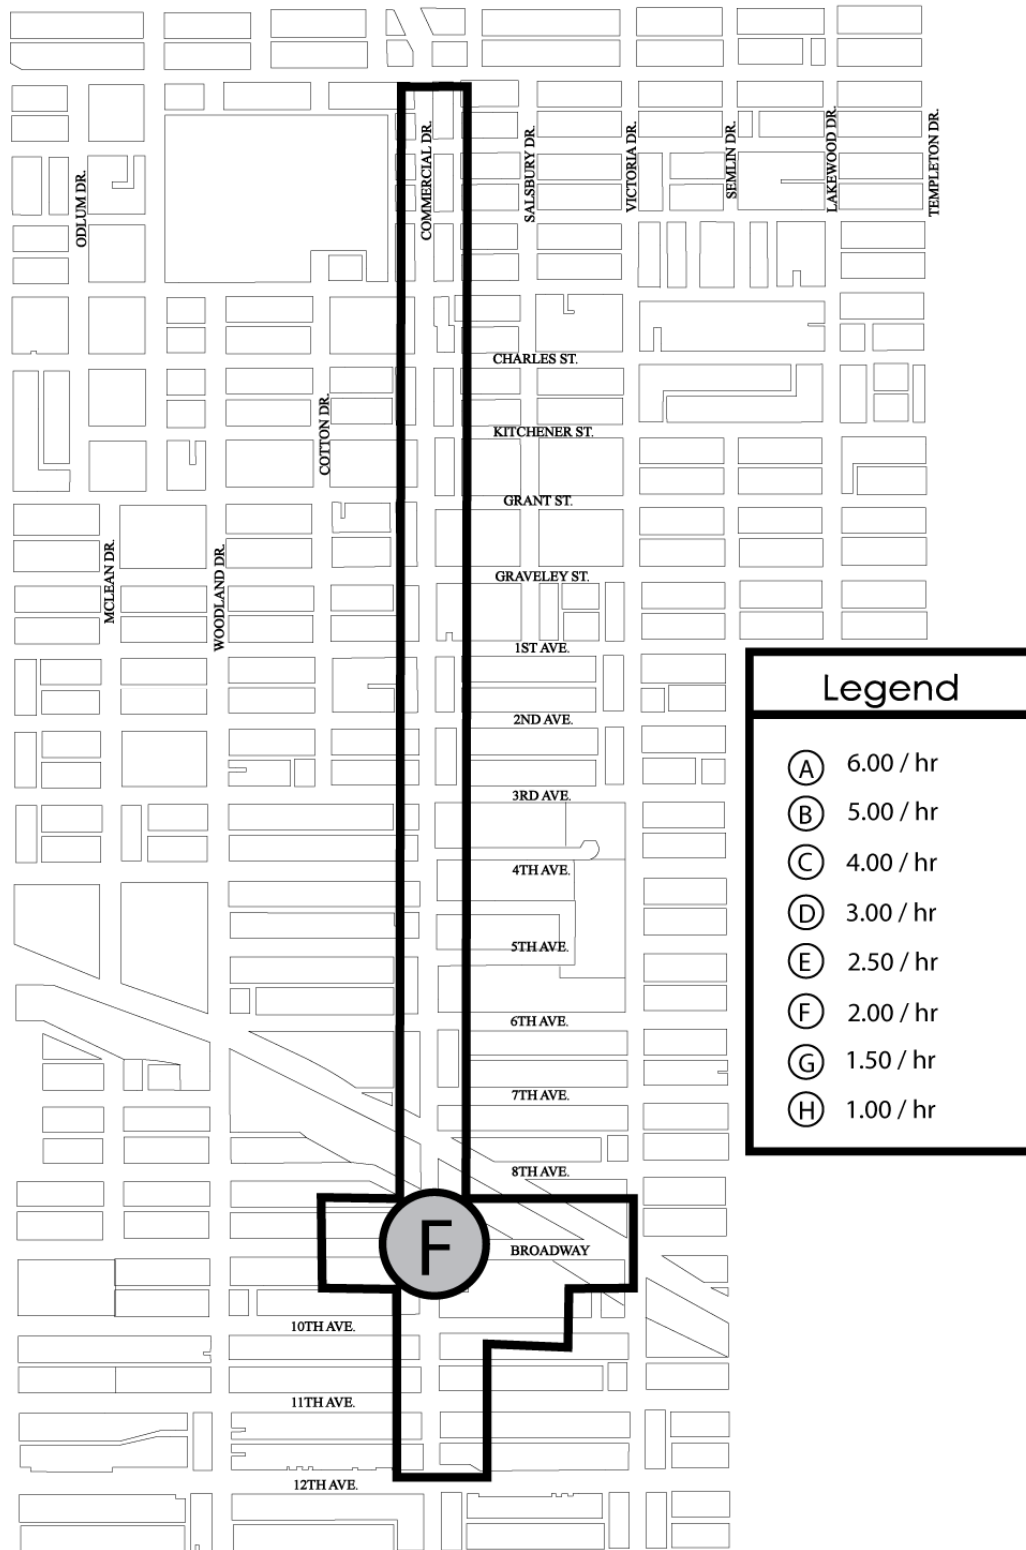 COMMERCIAL DR.
SALSBURY DR.
VICTORIA DR.
SEMLIN DR.
LAKEWOOD DR.
TEMPLETON DR.
ODLUM DR.
CHARLES ST.
COTTON DR.
KITCHENER ST.
GRANT ST.
MCLEAN DR.
WOODLAND DR.
GRAVELEY ST.
1ST AVE.
2ND AVE.
3RD AVE.
4TH AVE.
5TH AVE.
6TH AVE.
7TH AVE.
8TH AVE.
F
BROADWAY
10TH AVE.
11TH AVE.
12TH AVE.
Legend
A 6.00 / hr
B 5.00 / hr
C 4.00 / hr
D 3.00 / hr
E 2.50 / hr
F 2.00 / hr
G 1.50 / hr
H 1.00 / hr